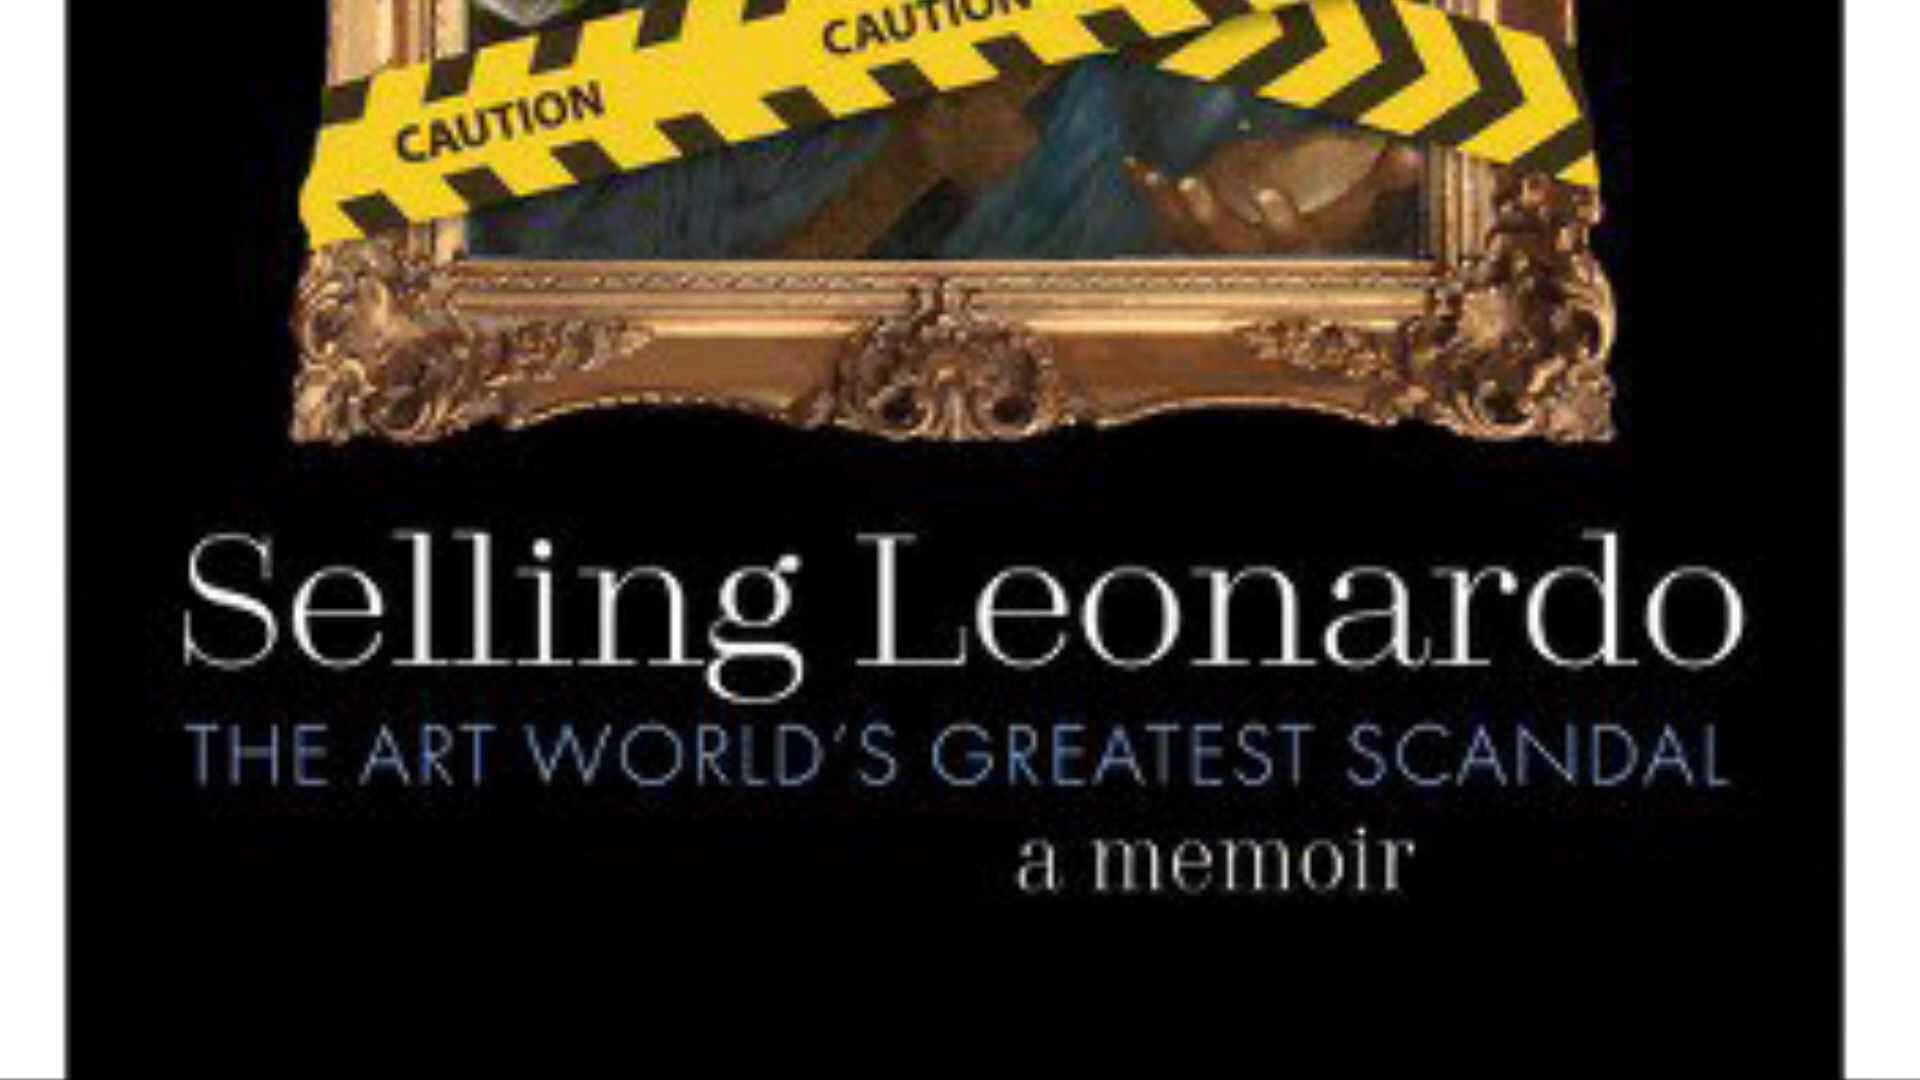 CAUTION
CAUTION
Selling Leonardo
THE ART WORLD'S GREATEST SCANDAL
a memoir